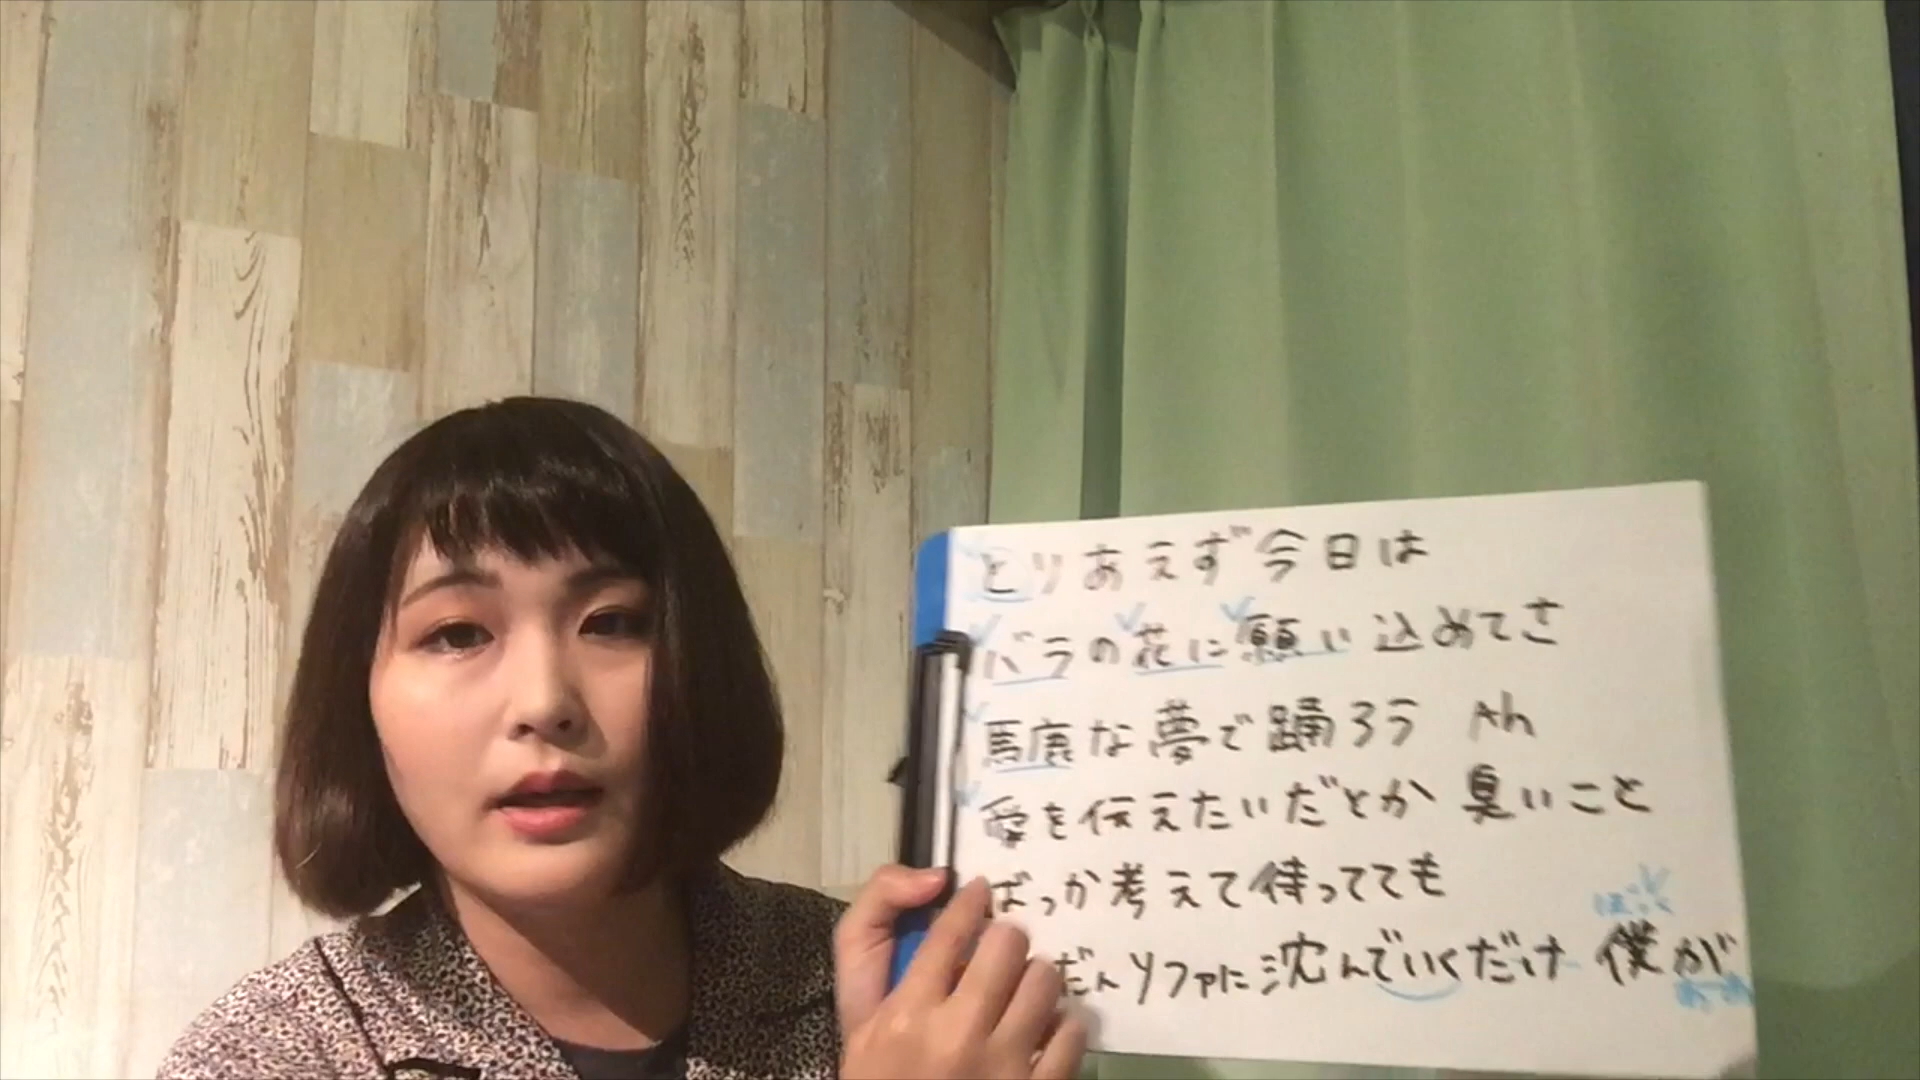 とりあえず今日は
バラの花に願い込めてさ
馬鹿な夢で踊ろう Ah
愛を伝えたいだとか 臭いこと
ばっか考えて待ってても
だんソファに沈んでいくだけ 僕が